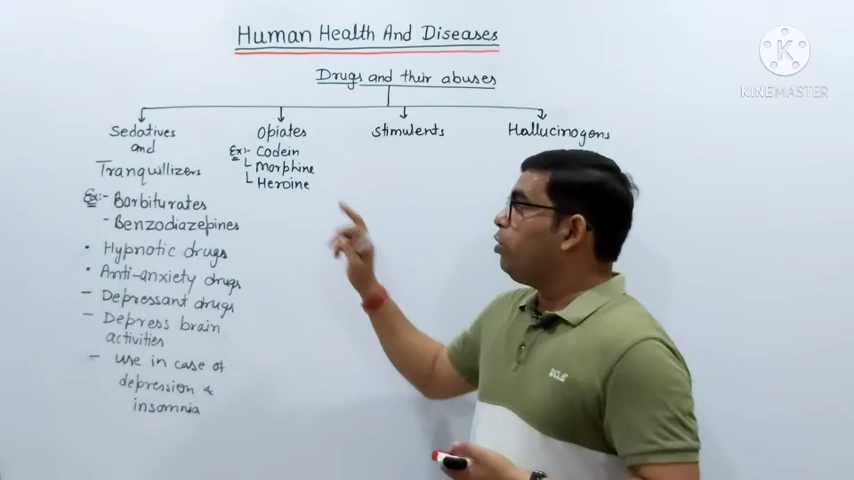 Human Health And Diseases
Drugs and their abuses
Sedatives
and
Tranquillizers
Ex:- Barbiturates
- Benzodiazepines
• Hypnotic drugs
• Anti-anxiety drugs
- Depressant drugs
- Depress brain
activities
- use in case of
depression &
insomnia
Opiates
Ex:- Codein
Morphine
Heroine
Stimulents
Hallucinogens
KINEMASTER